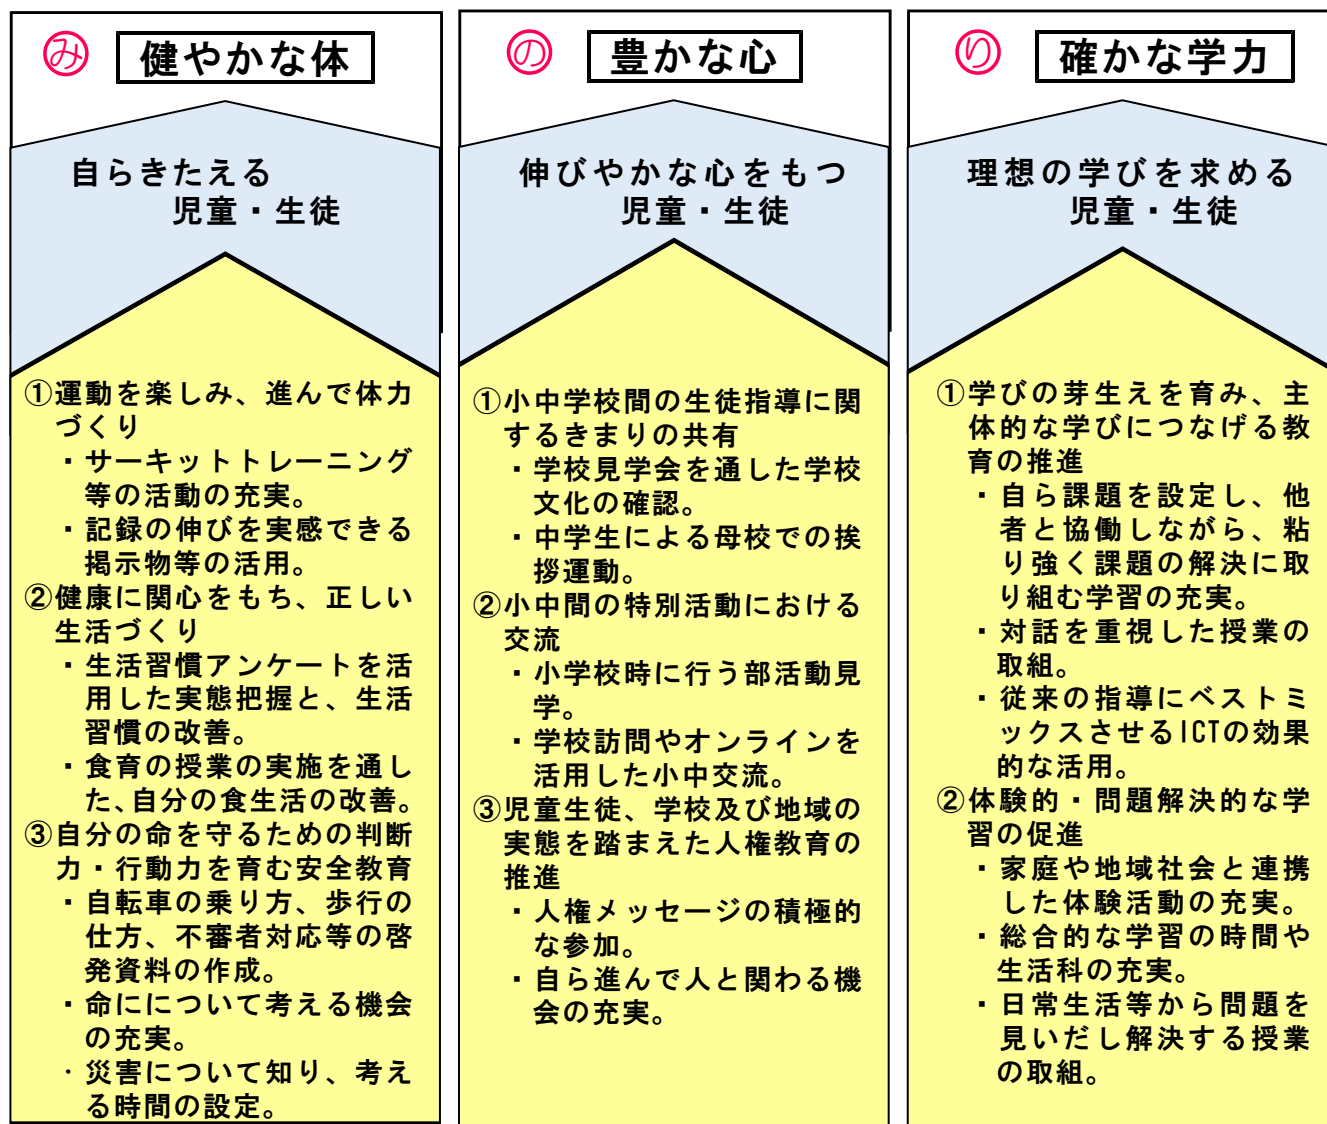 み 健やかな体
自らきたえる
児童・生徒
①運動を楽しみ、進んで体力
づくり
・サーキットトレーニング
等の活動の充実。
・記録の伸びを実感できる
掲示物等の活用。
②健康に関心をもち、正しい
生活づくり
・生活習慣アンケートを活
用した実態把握と、生活
習慣の改善。
・食育の授業の実施を通し
た、自分の食生活の改善。
③自分の命を守るための判断
力・行動力を育む安全教育
・自転車の乗り方、歩行の
仕方、不審者対応等の啓
発資料の作成。
・命にについて考える機会
の充実。
・災害について知り、考え
る時間の設定。
の 豊かな心
伸びやかな心をもつ
児童・生徒
①小中学校間の生徒指導に関
するきまりの共有
・学校見学会を通した学校
文化の確認。
・中学生による母校での挨
拶運動。
②小中間の特別活動における
交流
・小学校時に行う部活動見
学。
・学校訪問やオンラインを
活用した小中交流。
③児童生徒、学校及び地域の
実態を踏まえた人権教育の
推進
・人権メッセージの積極的
な参加。
・自ら進んで人と関わる機
会の充実。
り 確かな学力
理想の学びを求める
児童・生徒
①学びの芽生えを育み、主
体的な学びにつなげる教
育の推進
・自ら課題を設定し、他
者と協働しながら、粘
り強く課題の解決に取
り組む学習の充実。
・対話を重視した授業の
取組。
・従来の指導にベストミ
ックスさせるICTの効果
的な活用。
②体験的・問題解決的な学
習の促進
・家庭や地域社会と連携
した体験活動の充実。
・総合的な学習の時間や
生活科の充実。
・日常生活等から問題を
見いだし解決する授業
の取組。